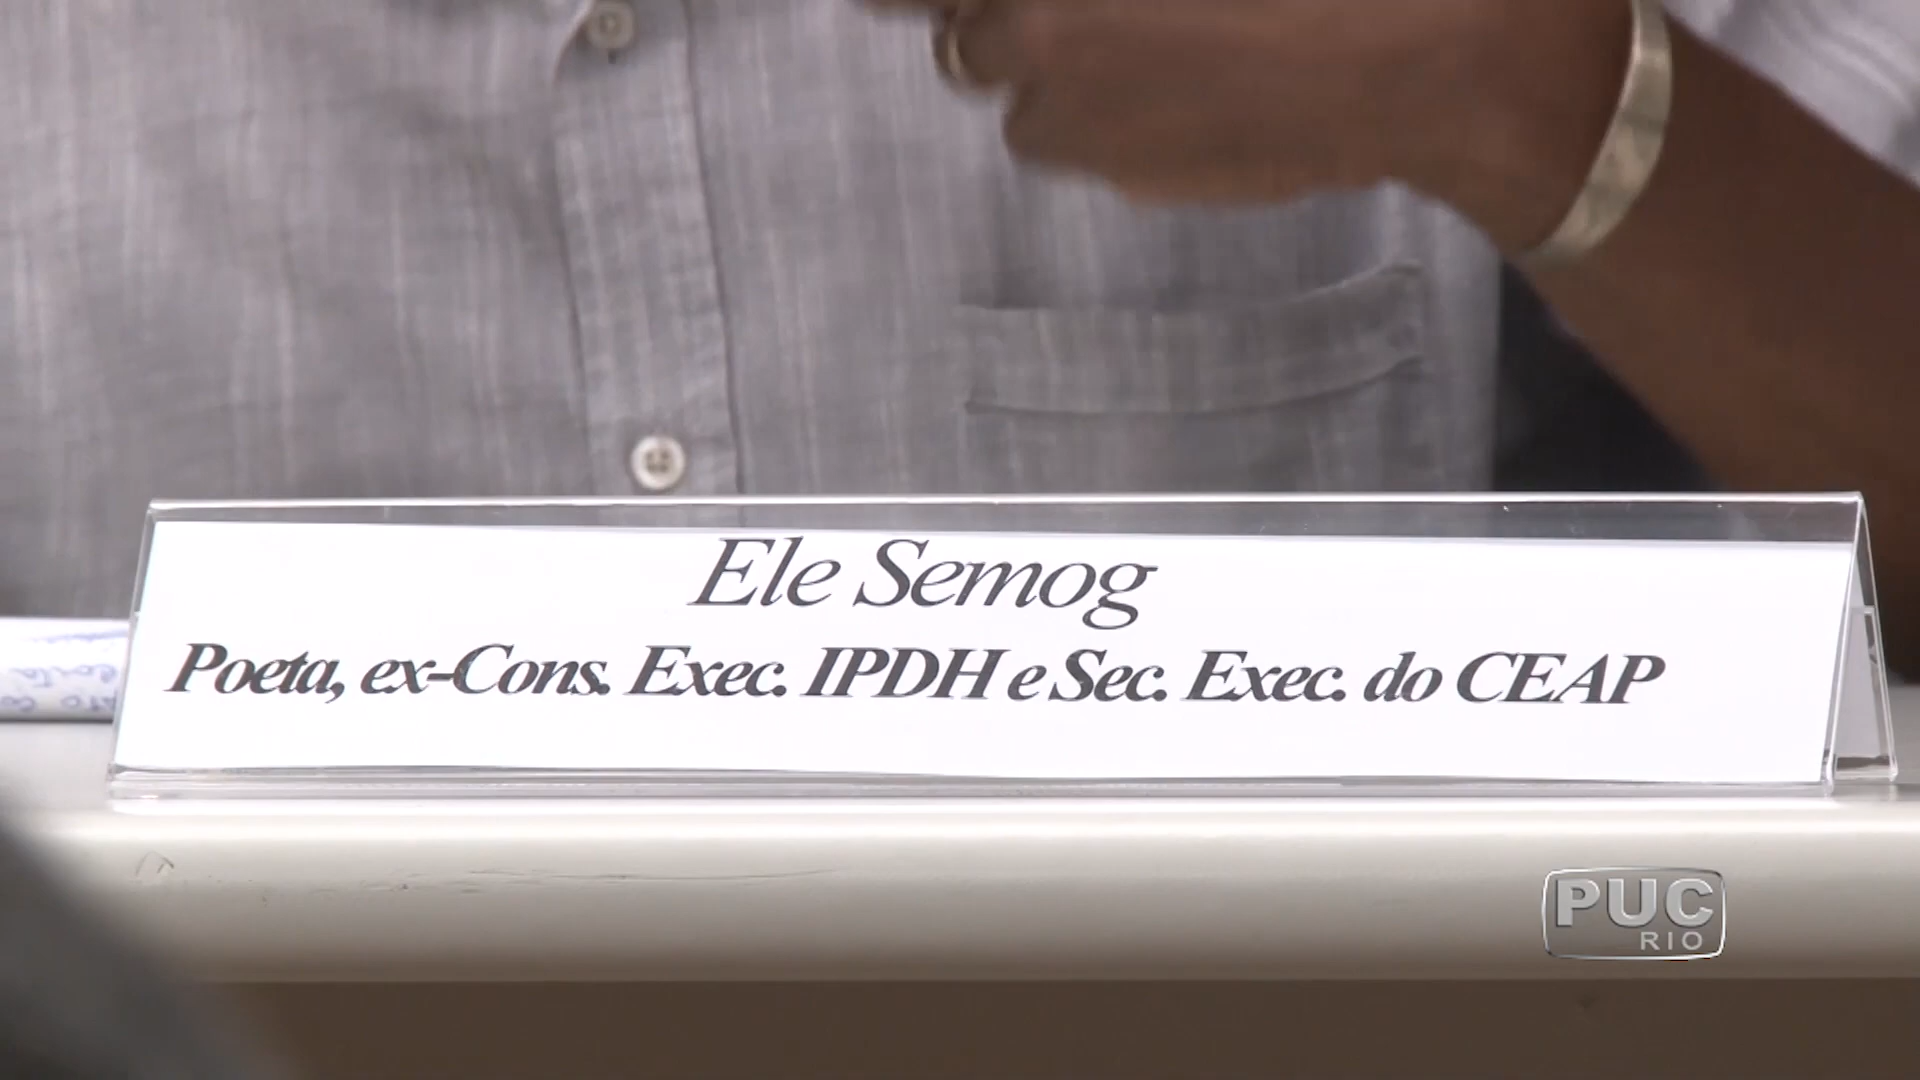 Ele Semog
Poeta, ex-Cons. Exec. IPDH e Sec. Exec. do CEAP
PUC
RIO